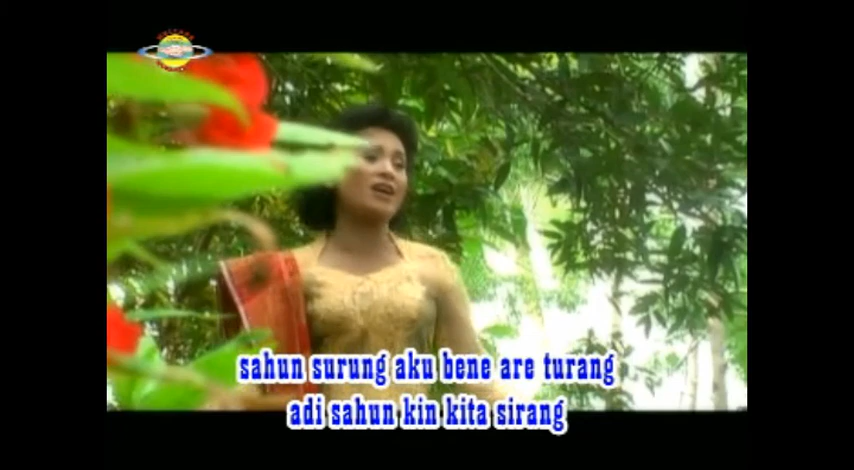 sahun surung aku bene are turang
adi sahun kin kita sirang